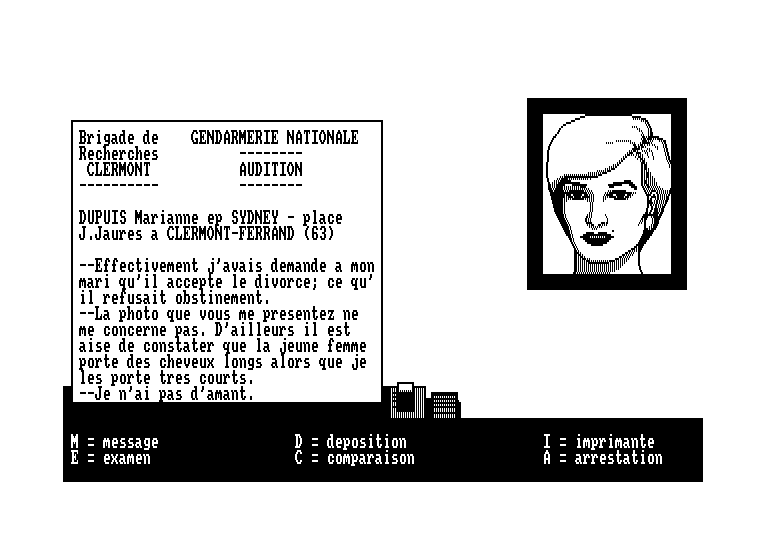 Brigade de    GENDARMERIE NATIONALE
Recherches          --------
CLERMONT           AUDITION
----------          --------
DUPUIS Marianne ep SYDNEY - place
J.Jaures a CLERMONT-FERRAND (63)
--Effectivement j'avais demande a mon
mari qu'il accepte le divorce; ce qu'
il refusait obstinement.
--La photo que vous me presentez ne
me concerne pas. D'ailleurs il est
aise de constater que la jeune femme
porte des cheveux longs alors que je
les porte tres courts.
--Je n'ai pas d'amant.
M = message    D = deposition    I = imprimante
E = examen    C = comparaison    A = arrestation